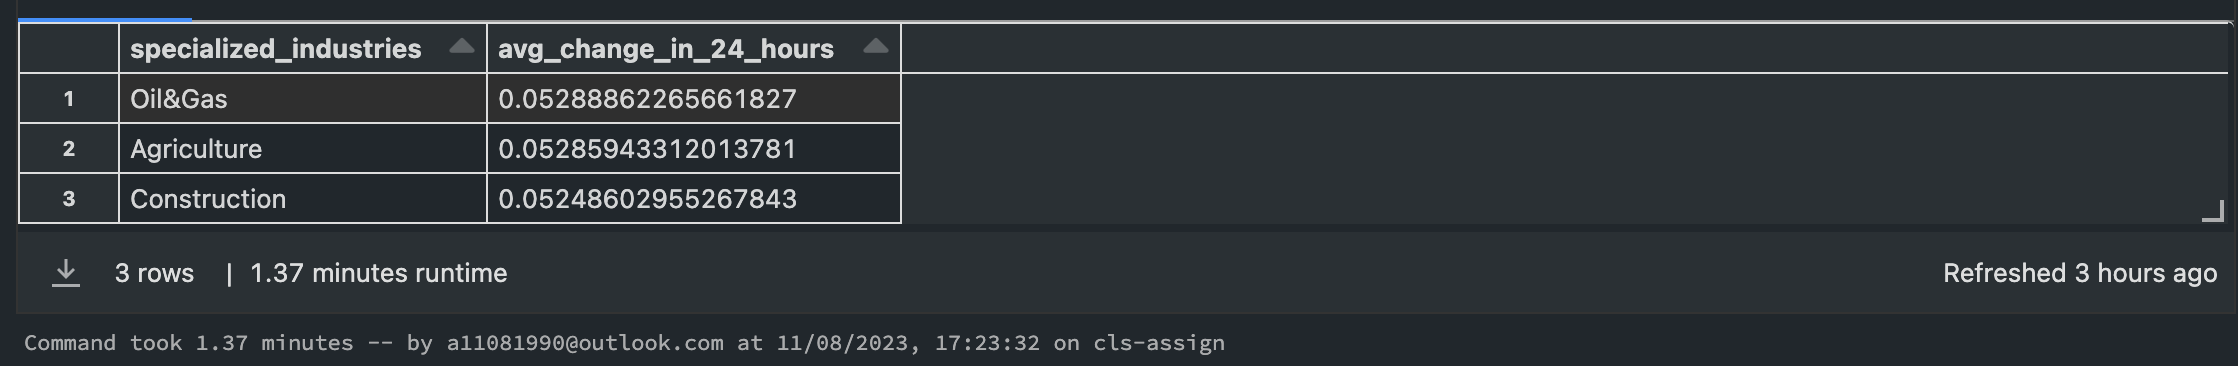 specialized_industries avg_change_in_24_hours
1 Oil&Gas 0.05288862265661827
2 Agriculture 0.05285943312013781
3 Construction 0.05248602955267843
3 rows | 1.37 minutes runtime Refreshed 3 hours ago
Command took 1.37 minutes -- by a11081990@outlook.com at 11/08/2023, 17:23:32 on cls-assign